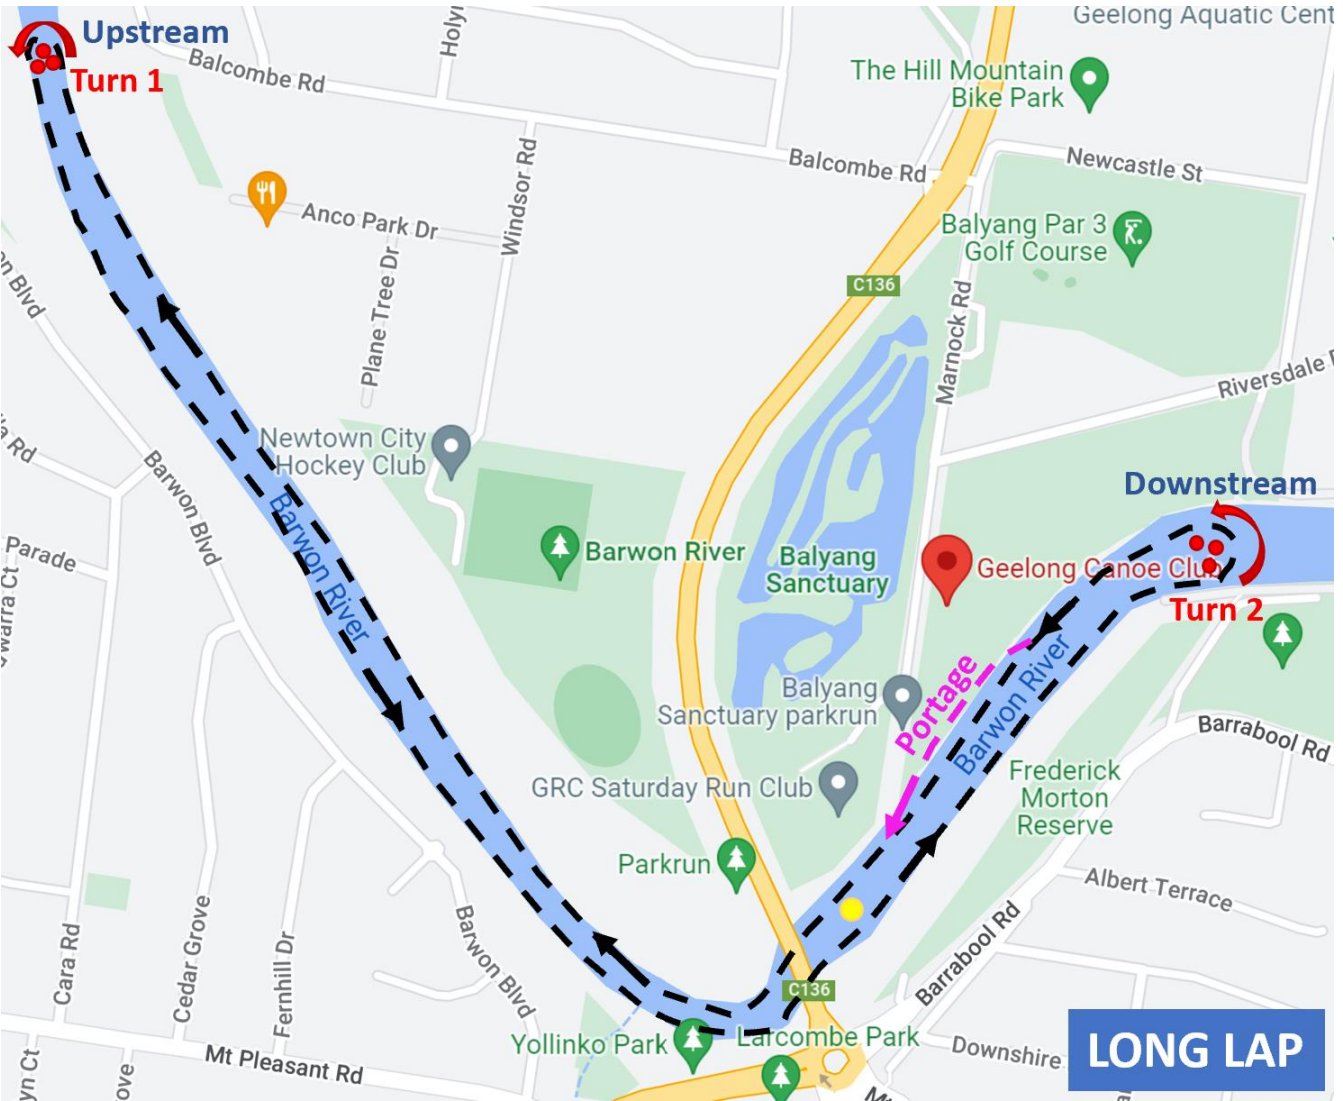 Upstream
Turn 1
Geelong Aquatic Cent
Balcombe Rd
The Hill Mountain
Bike Park
Balcombe Rd
Newcastle St
Windsor Rd
Anco Park Dr
Balyang Par 3
Golf Course
Plane Tree Dr
C136
Marnock Rd
Riversdale
Newtown City
Hockey Club
Barwon Blvd
Downstream
Parade
Barwon River
Barwon River
Balyang
Sanctuary
Geelong Canoe Club
Turn 2
Portage
Barwon River
Balyang
Sanctuary parkrun
Barrabool Rd
GRC Saturday Run Club
Frederick
Morton
Reserve
Parkrun
Albert Terrace
Cara Rd
Cedar Grove
Fernhill Dr
Barwon Blvd
Barrabool Rd
C136
Yollinko Park
Larcombe Park
Mt Pleasant Rd
Downshire
LONG LAP